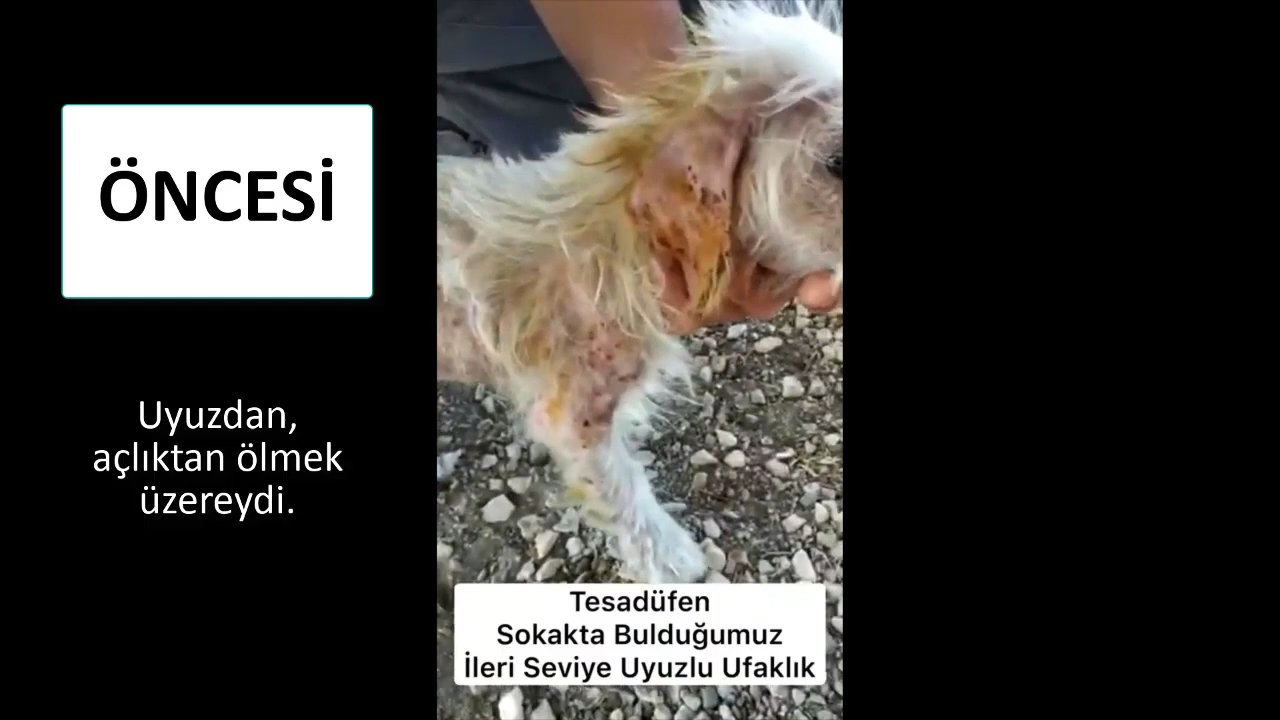 ÖNCESİ
Uyuzdan,
açlıktan ölmek
üzereydi.
Tesadüfen
Sokakta Bulduğumuz
İleri Seviye Uyuzlu Ufaklık